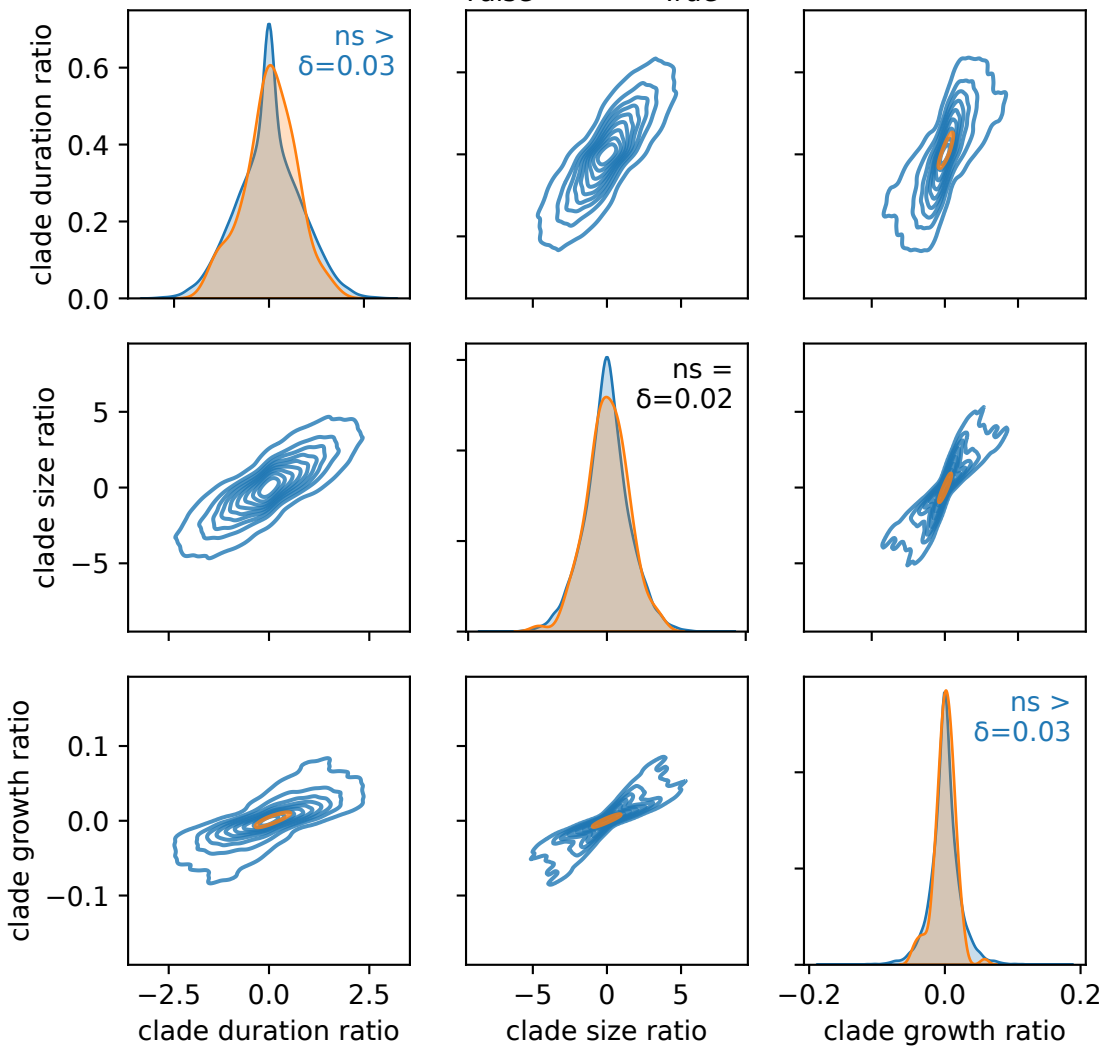 clade duration ratio
0.6
0.4
0.2
0.0
ns >
δ=0.03
clade size ratio
5
0
−5
ns =
δ=0.02
clade growth ratio
0.1
0.0
−0.1
ns >
δ=0.03
−2.5
0.0
2.5
clade duration ratio
−5
0
5
clade size ratio
−0.2
0.0
0.2
clade growth ratio